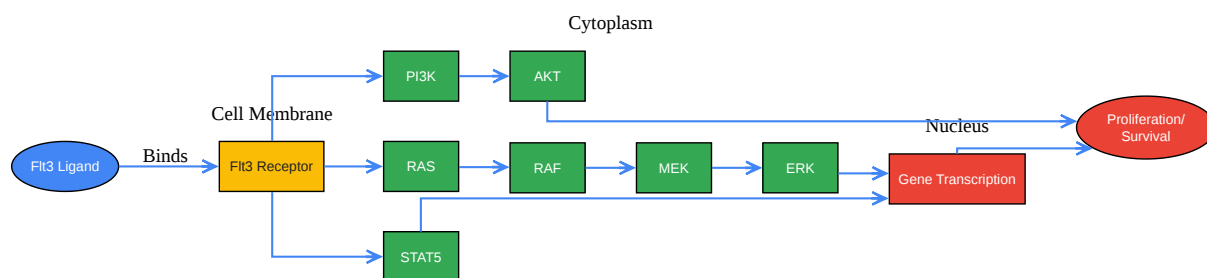 Cytoplasm
PI3K
AKT
Cell Membrane
Proliferation/
Survival
Nucleus
Binds
Flt3 Ligand
Flt3 Receptor
RAS
RAF
MEK
ERK
Gene Transcription
STAT5